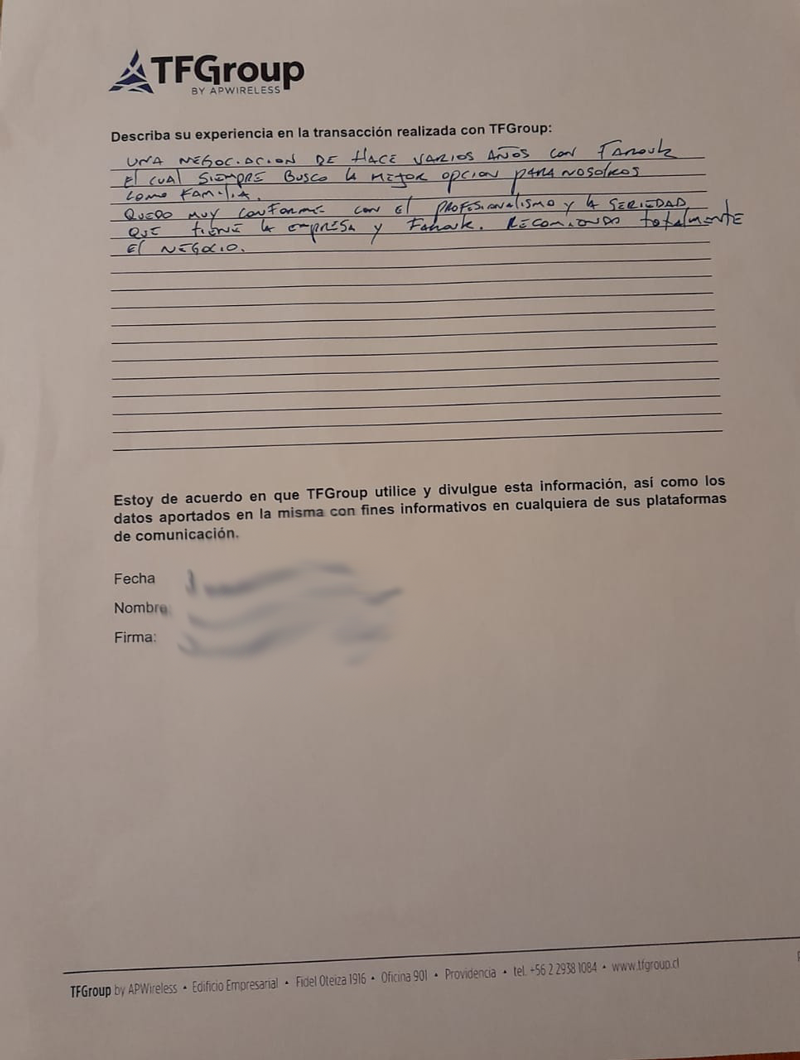 TFGroup
BY APWIRELESS
Describa su experiencia en la transacción realizada con TFGroup:
UNA NEGOCIACION DE HACE VARIOS AÑOS CON Farouk
El CUAL SIEMPRE BUSCO la MEJOR OPCION PARA NOSOTROS
COMO FAMILIA.
QUEDO MUY CONFORME CON El PROFESIONALISMO y la SERIEDAD
QUE TIENE la EMPRESA y Farouk. RECOMIENDO totalmente
El NEGOCIO.
Estoy de acuerdo en que TFGroup utilice y divulgue esta información, así como los
datos aportados en la misma con fines informativos en cualquiera de sus plataformas
de comunicación.
Fecha
Nombre
Firma:
TFGroup by APWireless • Edificio Empresarial • Fidel Oteiza 1916 • Oficina 901 • Providencia • tel. +56 2 2938 1084 • www.tfgroup.cl